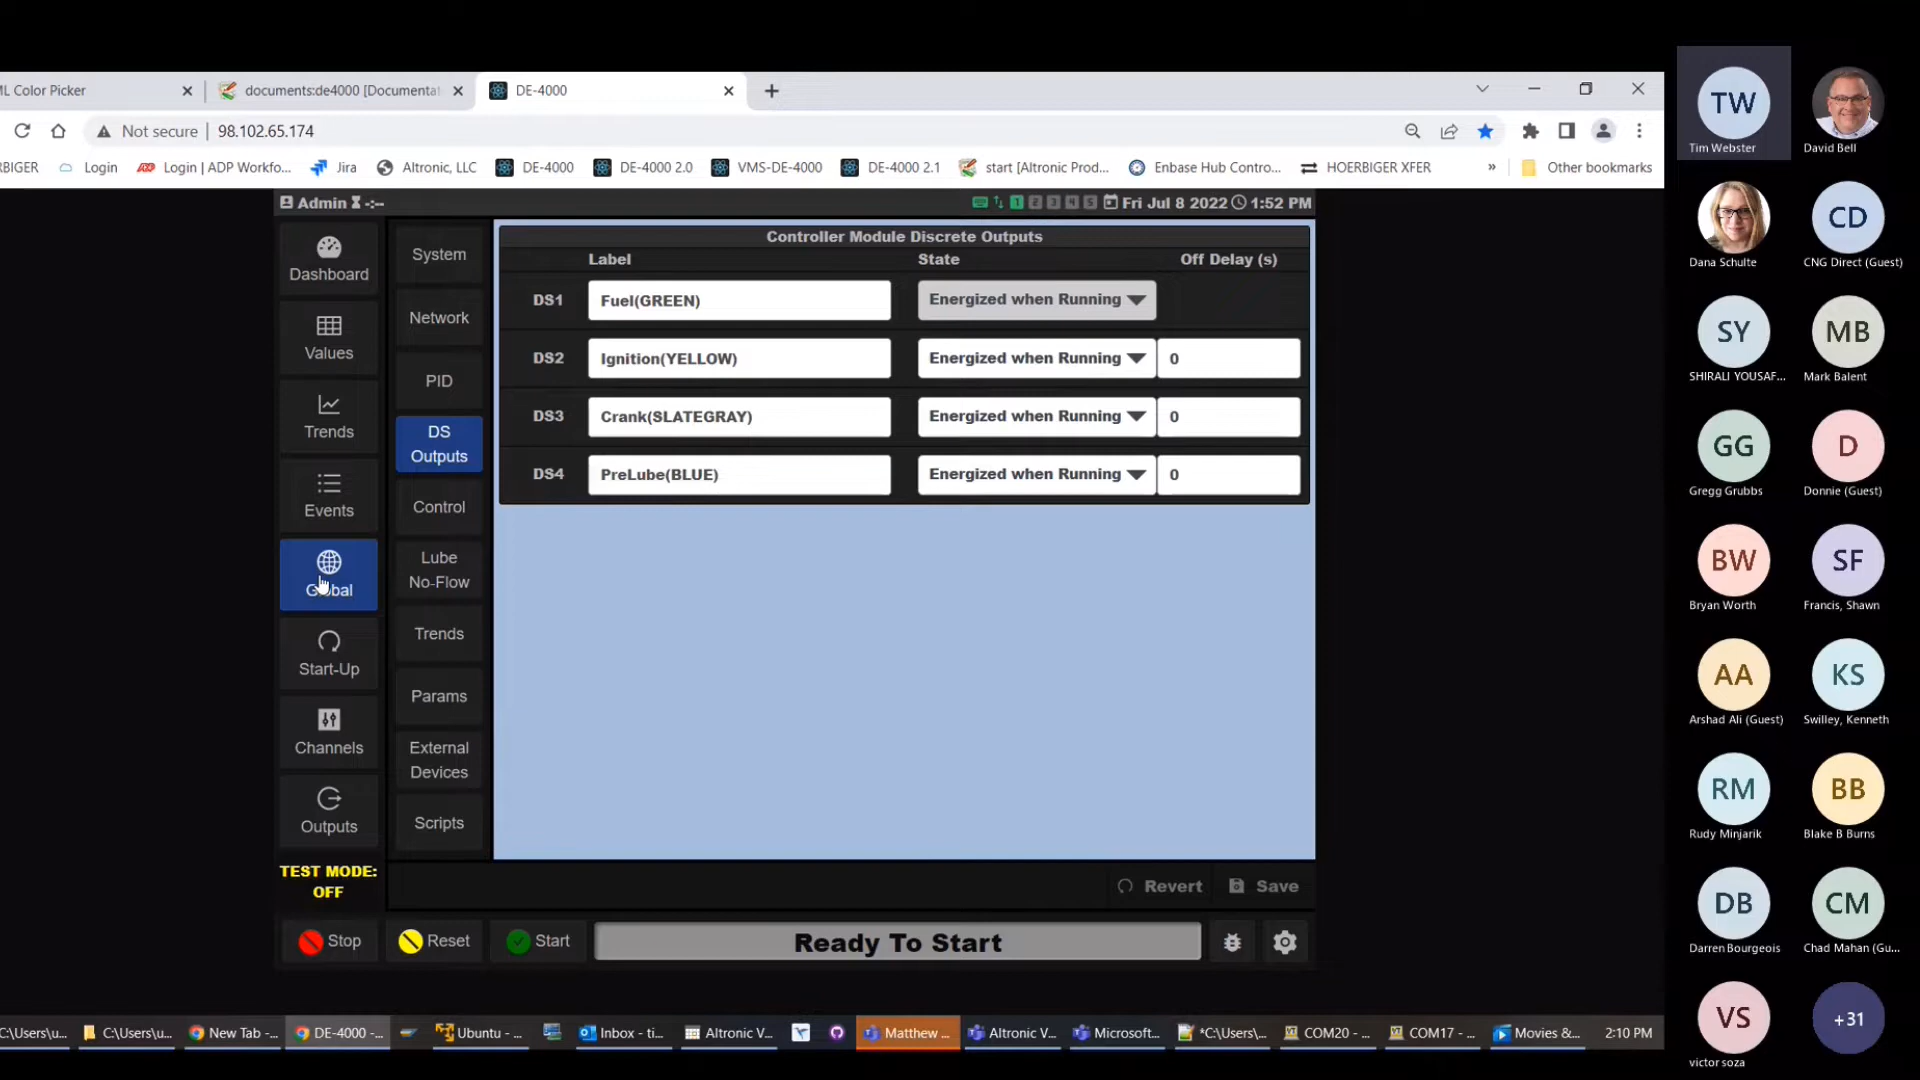 ML Color Picker
documents:de4000 [Documenta
DE-4000
Not secure
98.102.65.174
RBIGER
Login
Login | ADP Workfo...
Jira
Altronic, LLC
DE-4000
DE-4000 2.0
VMS-DE-4000
DE-4000 2.1
start [Altronic Prod...
Enbase Hub Contro...
HOERBIGER XFER
»
Other bookmarks
Admin -:--
1 2 3 4 5 Fri Jul 8 2022 1:52 PM
Dashboard
Values
Trends
Events
Global
Start-Up
Channels
Outputs
TEST MODE:
OFF
System
Network
PID
DS
Outputs
Control
Lube
No-Flow
Trends
Params
External
Devices
Scripts
Controller Module Discrete Outputs
Label State Off Delay (s)
DS1 Fuel(GREEN) Energized when Running
DS2 Ignition(YELLOW) Energized when Running 0
DS3 Crank(SLATEGRAY) Energized when Running 0
DS4 PreLube(BLUE) Energized when Running 0
Revert Save
Stop Reset Start Ready To Start
C:\Users\u... C:\Users\u... New Tab -... DE-4000 -... Ubuntu - ... Inbox - ti... Altronic V... Matthew ... Altronic V... Microsoft... *C:\Users\... COM20 - ... COM17 - ... Movies &... 2:10 PM
TW
Tim Webster
David Bell
Dana Schulte
CD
CNG Direct (Guest)
SY
SHIRALI YOUSAF...
MB
Mark Balent
GG
Gregg Grubbs
D
Donnie (Guest)
BW
Bryan Worth
SF
Francis, Shawn
AA
Arshad Ali (Guest)
KS
Swilley, Kenneth
RM
Rudy Minjarik
BB
Blake B Burns
DB
Darren Bourgeois
CM
Chad Mahan (Gu...
VS
victor soza
+31